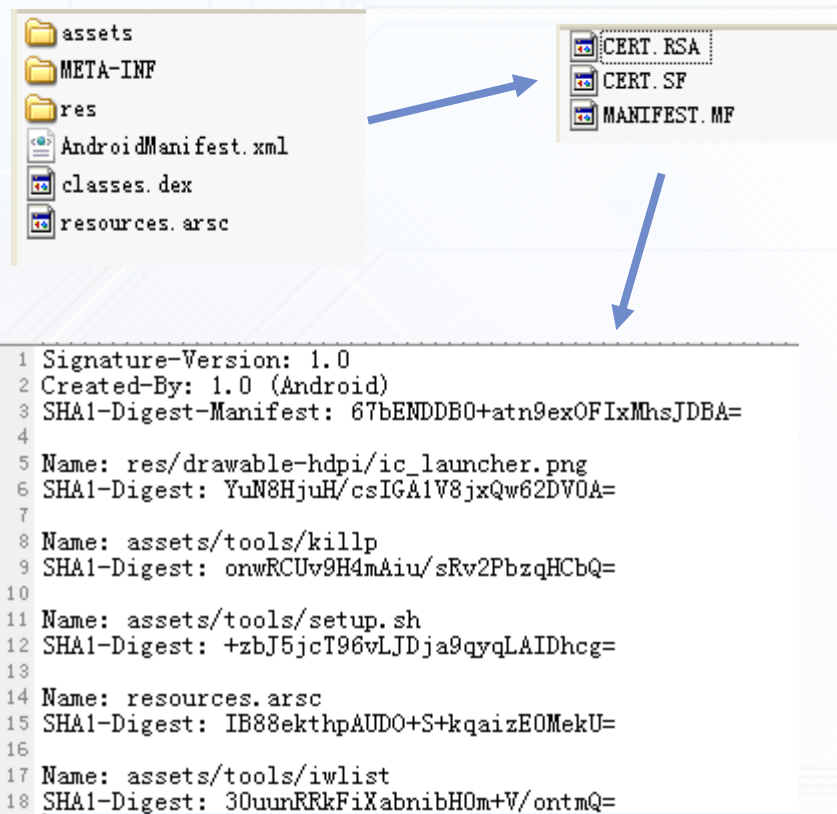 assets
META-INF
res
AndroidManifest.xml
classes.dex
resources.arsc
CERT.RSA
CERT.SF
MANIFEST.MF
1 Signature-Version: 1.0
2 Created-By: 1.0 (Android)
3 SHA1-Digest-Manifest: 67bENDDB0+atn9exOFIxMhsJDBA=
4
5 Name: res/drawable-hdpi/ic_launcher.png
6 SHA1-Digest: YuN8HjuH/csIGA1V8jxQw62DV0A=
7
8 Name: assets/tools/killp
9 SHA1-Digest: onwRCUv9H4mAiu/sRv2PbzqHCbQ=
10
11 Name: assets/tools/setup.sh
12 SHA1-Digest: +zbJ5jcT96vLJDja9qyqLAIDhcg=
13
14 Name: resources.arsc
15 SHA1-Digest: IB88ekthpAUDO+S+kqaizE0MekU=
16
17 Name: assets/tools/iwlist
18 SHA1-Digest: 30uunRRkFiXabnibH0m+V/ontmQ=